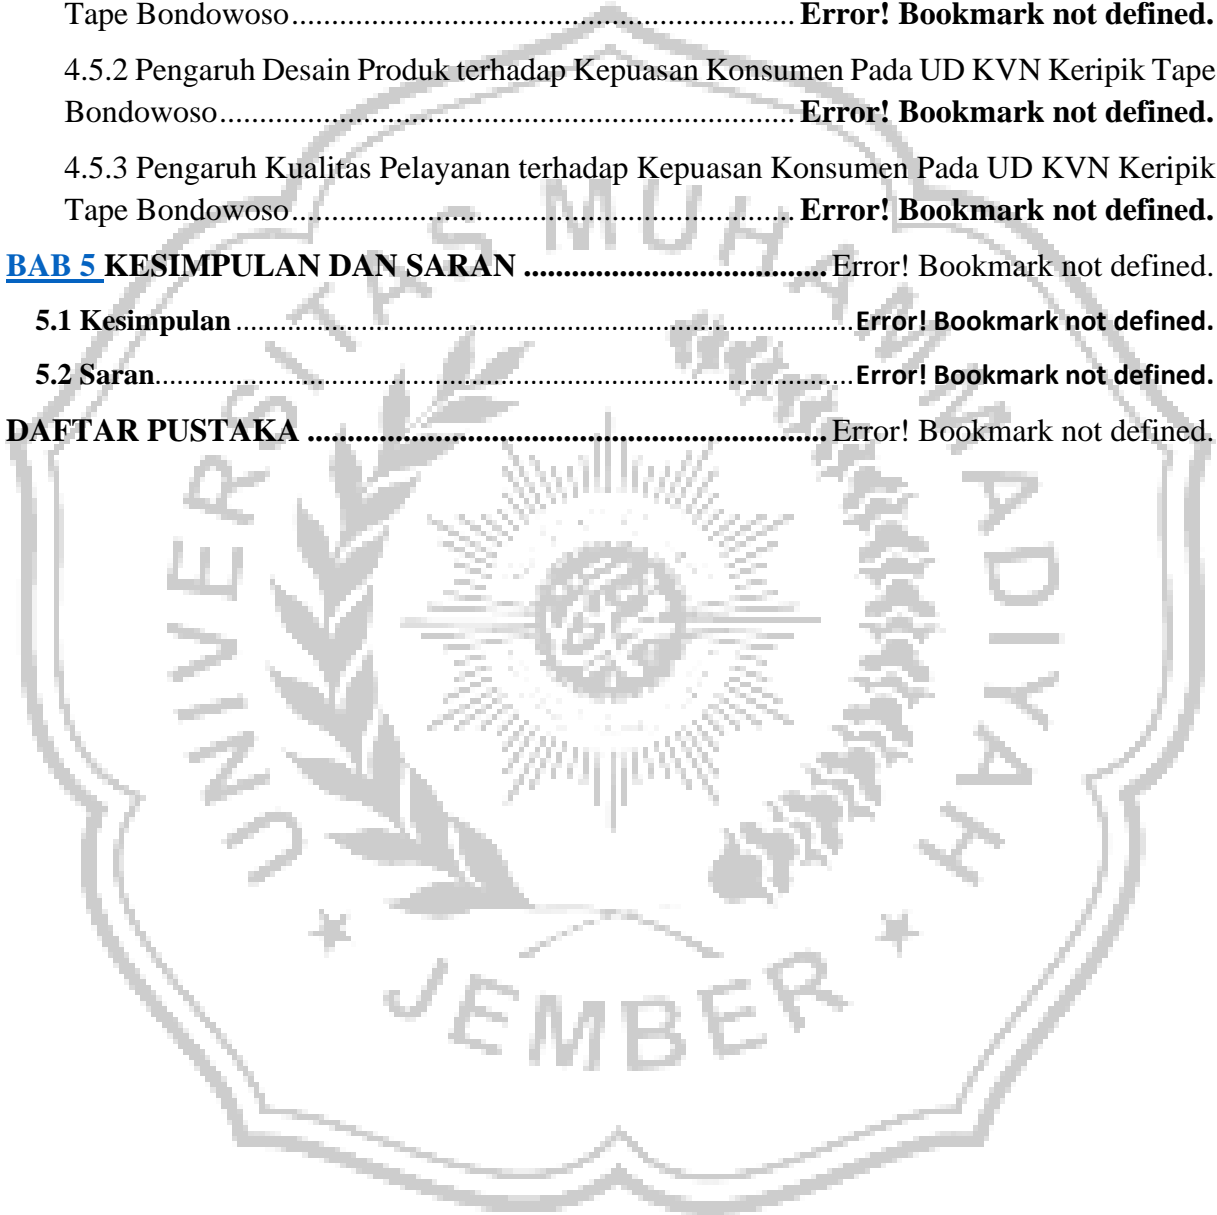 Tape Bondowoso..................................................... Error! Bookmark not defined.
4.5.2 Pengaruh Desain Produk terhadap Kepuasan Konsumen Pada UD KVN Keripik Tape
Bondowoso............................................................. Error! Bookmark not defined.
4.5.3 Pengaruh Kualitas Pelayanan terhadap Kepuasan Konsumen Pada UD KVN Keripik
Tape Bondowoso..................................................... Error! Bookmark not defined.
BAB 5 KESIMPULAN DAN SARAN .................................. Error! Bookmark not defined.
5.1 Kesimpulan........................................................................Error! Bookmark not defined.
5.2 Saran................................................................................Error! Bookmark not defined.
DAFTAR PUSTAKA .......................................................... Error! Bookmark not defined.
UNIVERSITAS MUHAMMADIYAH
JEMBER